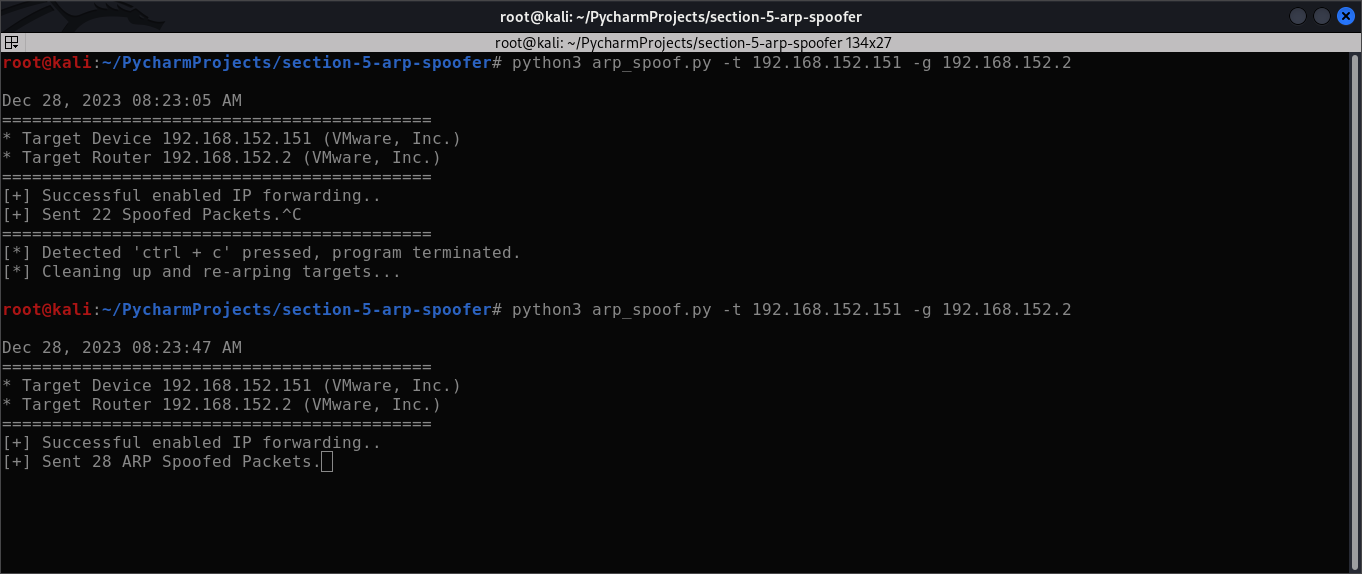 root@kali: ~/PycharmProjects/section-5-arp-spoofer
root@kali: ~/PycharmProjects/section-5-arp-spoofer 134x27
root@kali:~/PycharmProjects/section-5-arp-spoofer# python3 arp_spoof.py -t 192.168.152.151 -g 192.168.152.2
Dec 28, 2023 08:23:05 AM
===========================================
* Target Device 192.168.152.151 (VMware, Inc.)
* Target Router 192.168.152.2 (VMware, Inc.)
===========================================
[+] Successful enabled IP forwarding..
[+] Sent 22 Spoofed Packets.^C
===========================================
[*] Detected 'ctrl + c' pressed, program terminated.
[*] Cleaning up and re-arping targets...
root@kali:~/PycharmProjects/section-5-arp-spoofer# python3 arp_spoof.py -t 192.168.152.151 -g 192.168.152.2
Dec 28, 2023 08:23:47 AM
===========================================
* Target Device 192.168.152.151 (VMware, Inc.)
* Target Router 192.168.152.2 (VMware, Inc.)
===========================================
[+] Successful enabled IP forwarding..
[+] Sent 28 ARP Spoofed Packets.